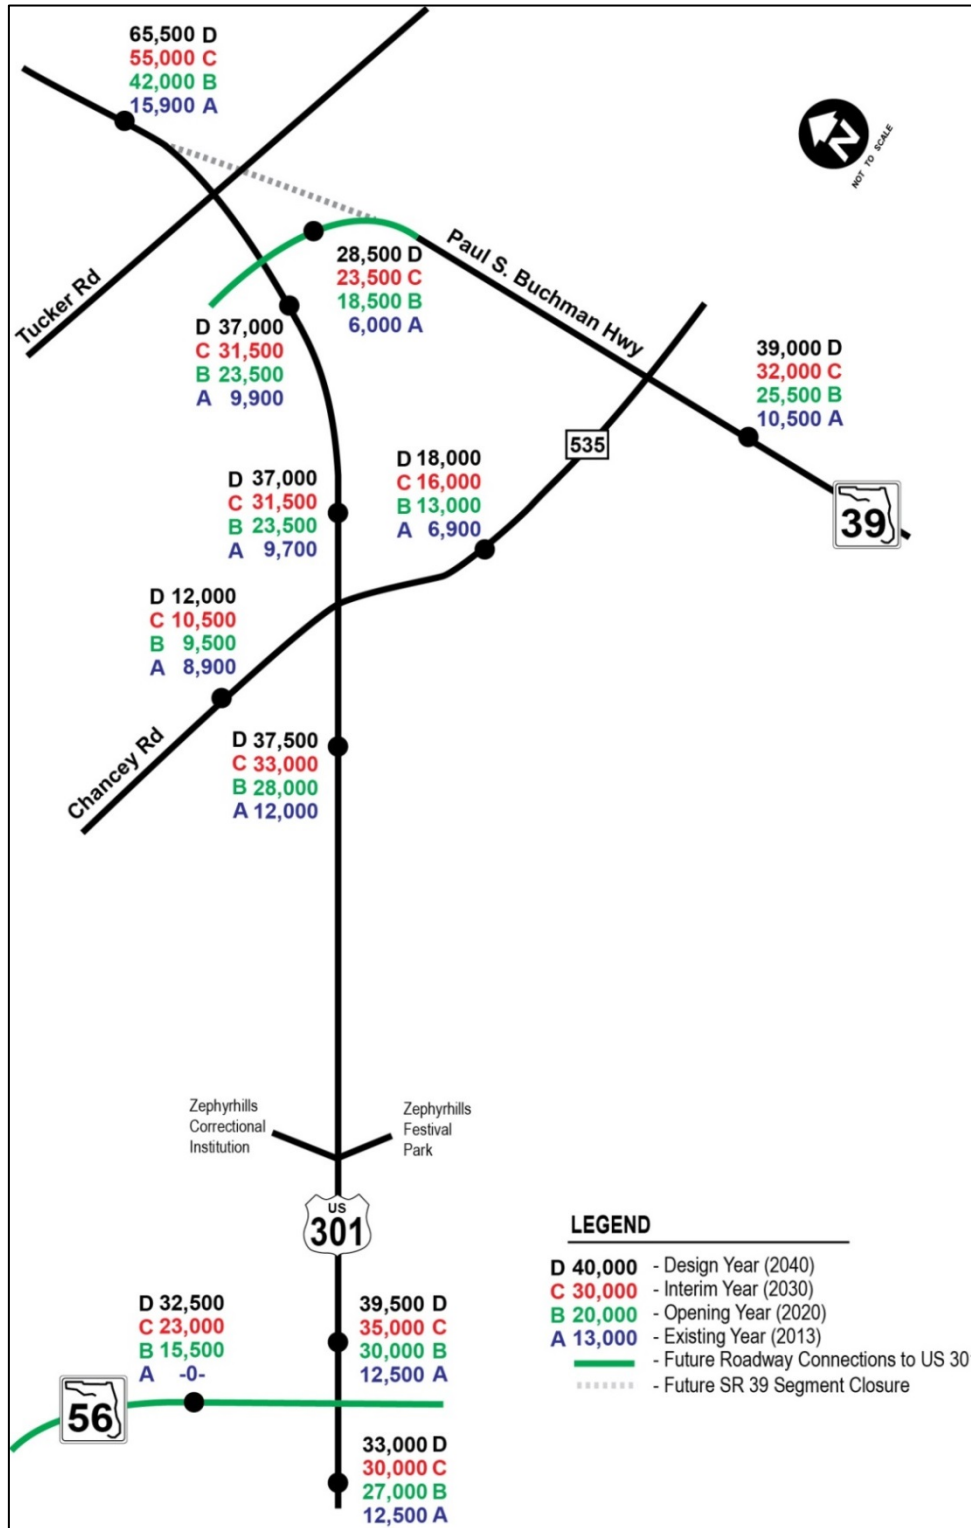 65,500 D
55,000 C
42,000 B
15,900 A
N
NOT TO SCALE
Tucker Rd
Paul S. Buchman Hwy
28,500 D
23,500 C
18,500 B
6,000 A
D 37,000
C 31,500
B 23,500
A 9,900
39,000 D
32,000 C
25,500 B
10,500 A
535
39
D 37,000
C 31,500
B 23,500
A 9,700
D 18,000
C 16,000
B 13,000
A 6,900
D 12,000
C 10,500
B 9,500
A 8,900
Chancey Rd
D 37,500
C 33,000
B 28,000
A 12,000
Zephyrhills
Correctional
Institution
Zephyrhills
Festival
Park
US
301
D 32,500
C 23,000
B 15,500
A -0-
56
39,500 D
35,000 C
30,000 B
12,500 A
33,000 D
30,000 C
27,000 B
12,500 A
LEGEND
D 40,000 - Design Year (2040)
C 30,000 - Interim Year (2030)
B 20,000 - Opening Year (2020)
A 13,000 - Existing Year (2013)
- Future Roadway Connections to US 30
- Future SR 39 Segment Closure